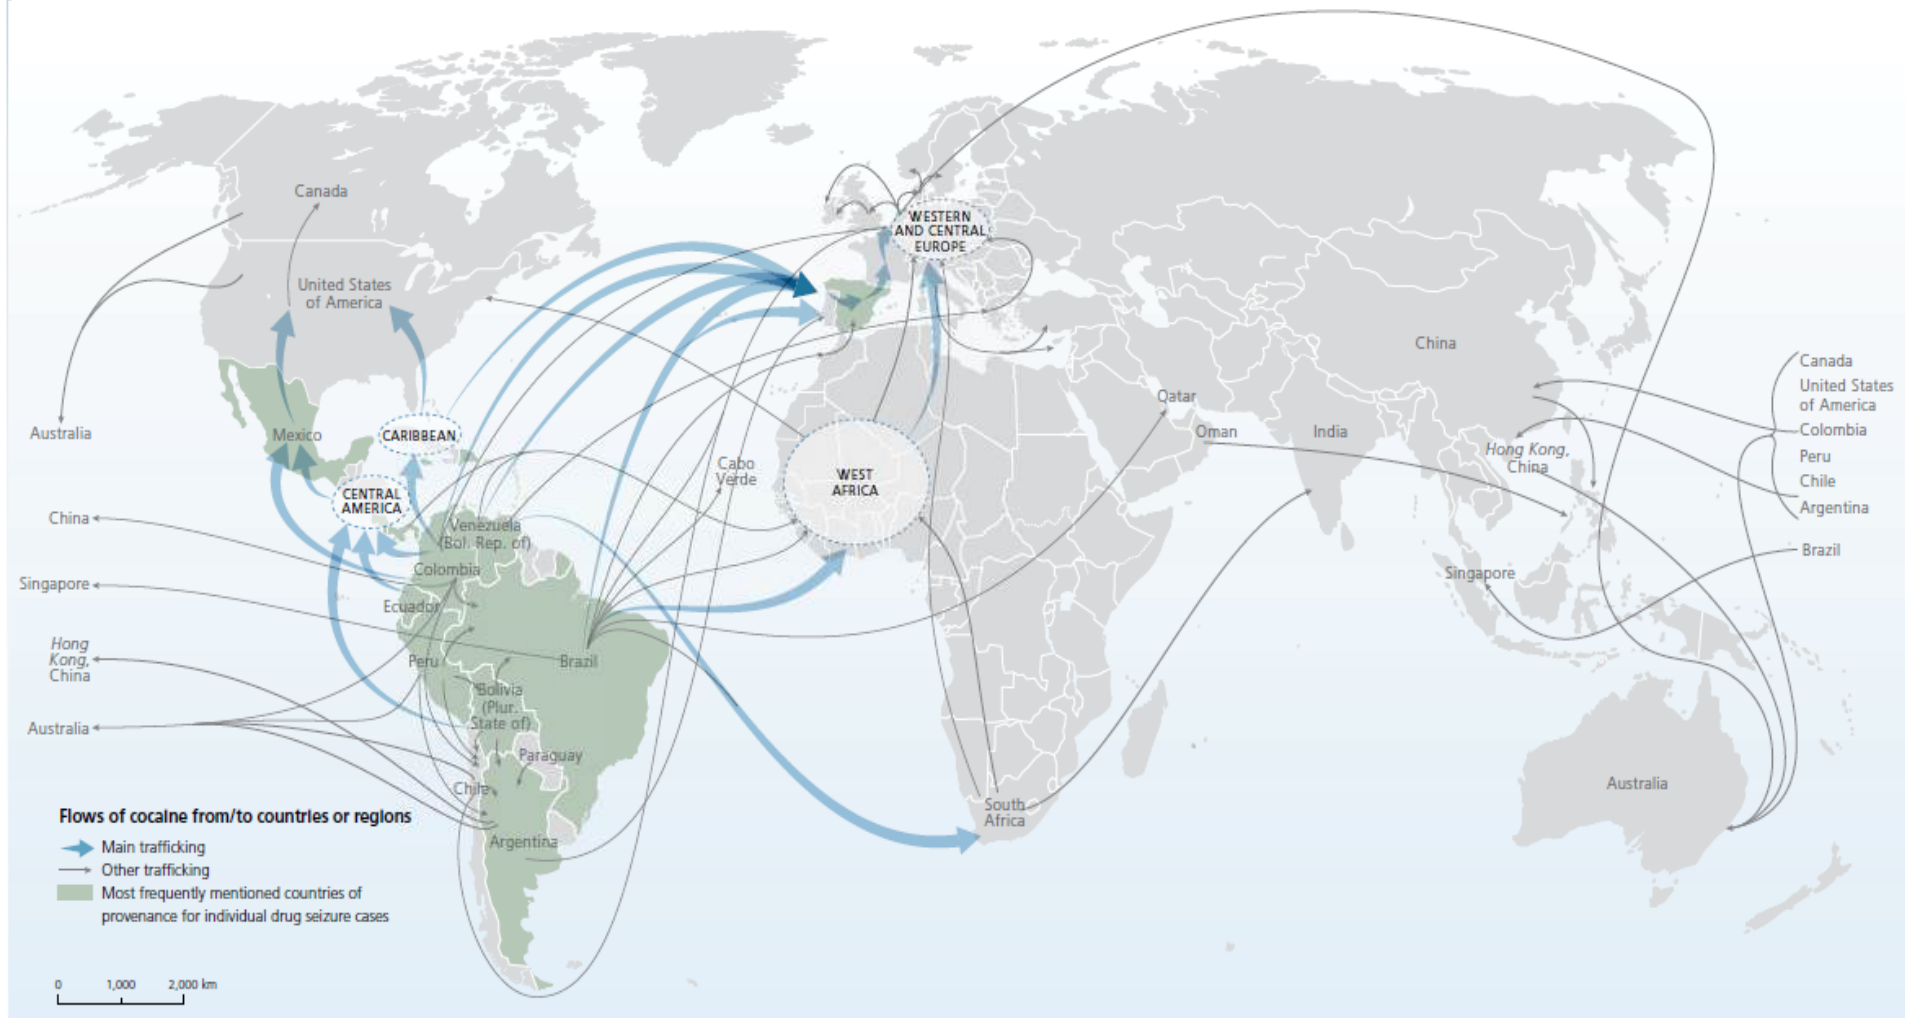 Canada
United States
of America
Australia
Mexico
CARIBBEAN
CENTRAL
AMERICA
China
Singapore
Hong
Kong,
China
Australia
Venezuela
(Bol. Rep. of)
Colombia
Ecuador
Peru
Brazil
Bolivia
(Plur.
State of)
Paraguay
Chile
Argentina
WESTERN
AND CENTRAL
EUROPE
Cabo
Verde
WEST
AFRICA
South
Africa
Qatar
Oman
India
China
Hong Kong,
China
Singapore
Australia
Canada
United States
of America
Colombia
Peru
Chile
Argentina
Brazil
Flows of cocaine from/to countries or regions
Main trafficking
Other trafficking
Most frequently mentioned countries of
provenance for individual drug seizure cases
0 1,000 2,000 km